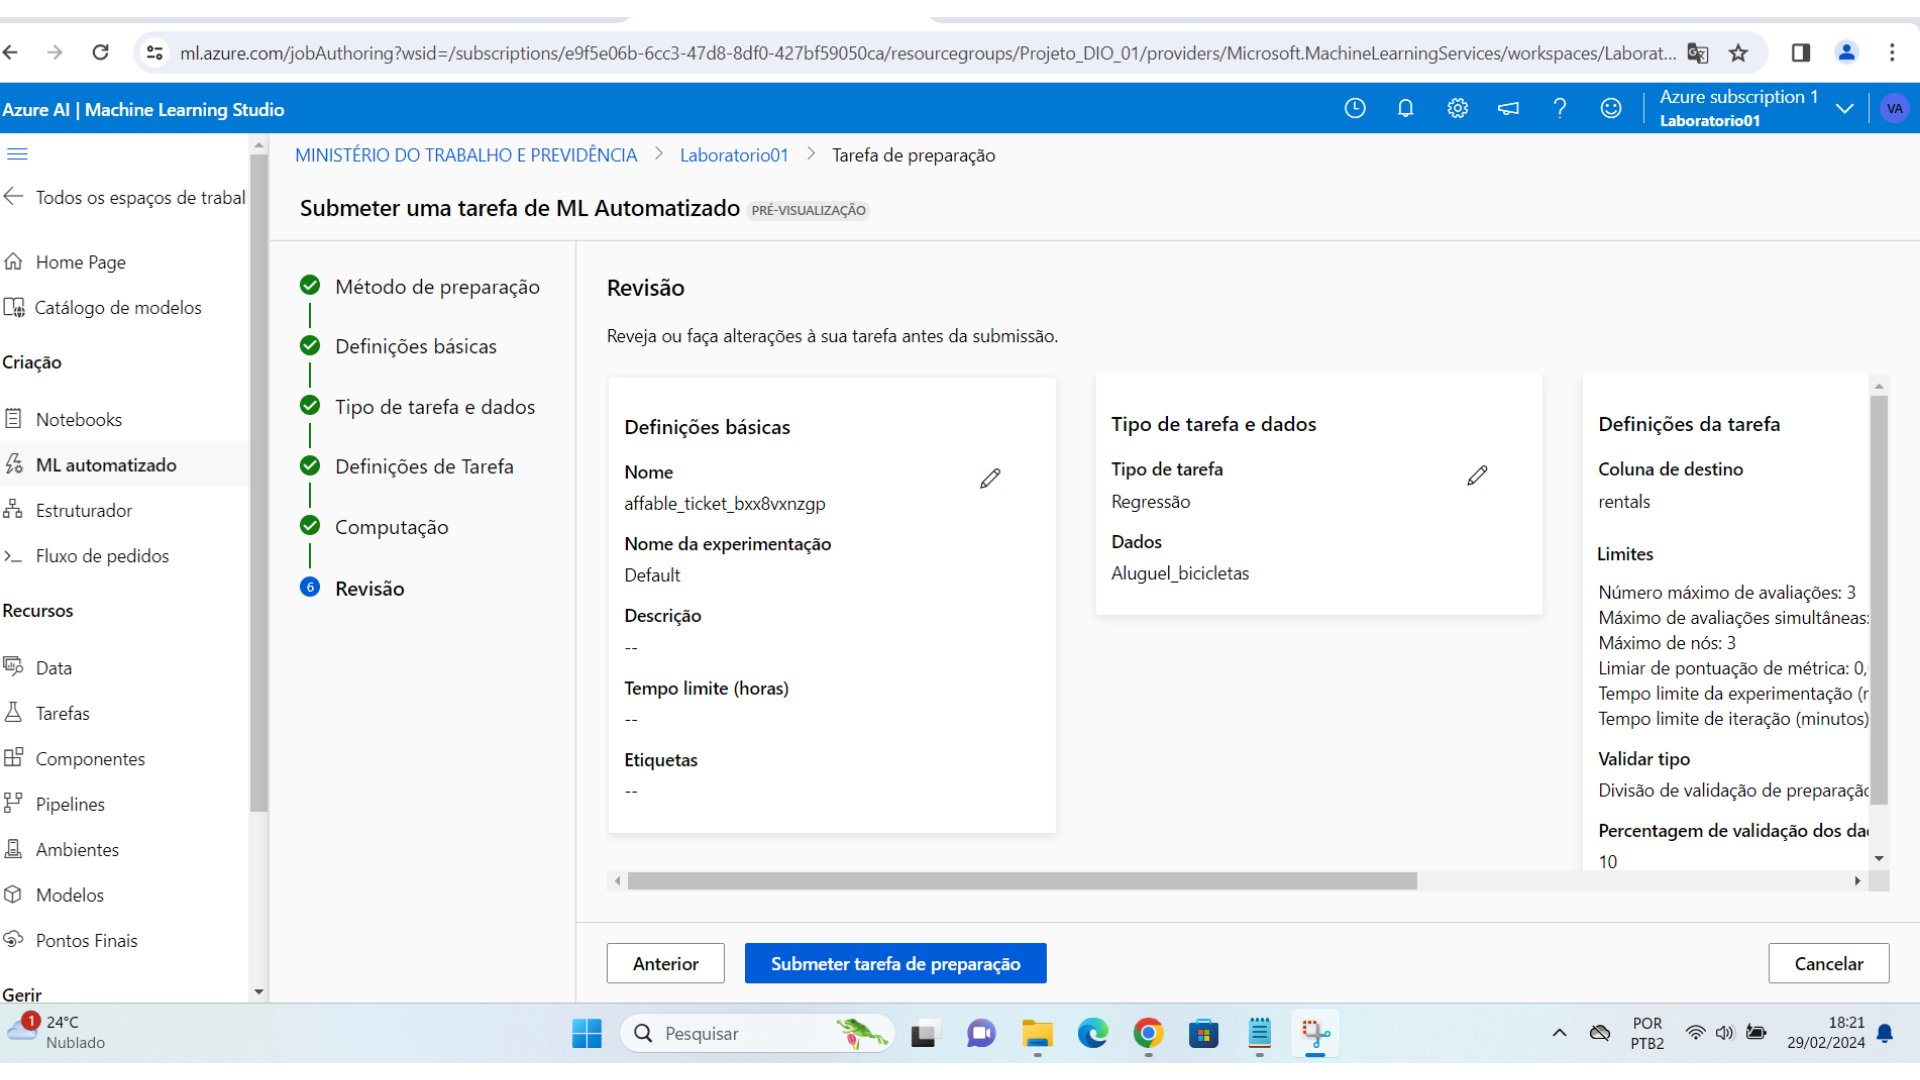 ml.azure.com/jobAuthoring?wsid=/subscriptions/e9f5e06b-6cc3-47d8-8df0-427bf59050ca/resourcegroups/Projeto_DIO_01/providers/Microsoft.MachineLearningServices/workspaces/Laborat...
Azure AI | Machine Learning Studio
Azure subscription 1
Laboratorio01
VA
Todos os espaços de trabal
Home Page
Catálogo de modelos
Criação
Notebooks
ML automatizado
Estruturador
Fluxo de pedidos
Recursos
Data
Tarefas
Componentes
Pipelines
Ambientes
Modelos
Pontos Finais
Gerir
MINISTÉRIO DO TRABALHO E PREVIDÊNCIA > Laboratorio01 > Tarefa de preparação
Submeter uma tarefa de ML Automatizado PRÉ-VISUALIZAÇÃO
Método de preparação
Definições básicas
Tipo de tarefa e dados
Definições de Tarefa
Computação
6 Revisão
Revisão
Reveja ou faça alterações à sua tarefa antes da submissão.
Definições básicas
Nome
affable_ticket_bxx8vxnzgp
Nome da experimentação
Default
Descrição
--
Tempo limite (horas)
--
Etiquetas
--
Tipo de tarefa e dados
Tipo de tarefa
Regressão
Dados
Aluguel_bicicletas
Definições da tarefa
Coluna de destino
rentals
Limites
Número máximo de avaliações: 3
Máximo de avaliações simultâneas:
Máximo de nós: 3
Limiar de pontuação de métrica: 0,
Tempo limite da experimentação (r
Tempo limite de iteração (minutos)
Validar tipo
Divisão de validação de preparaçã
Percentagem de validação dos da
10
Anterior
Submeter tarefa de preparação
Cancelar
1
24°C
Nublado
Pesquisar
POR
PTB2
18:21
29/02/2024